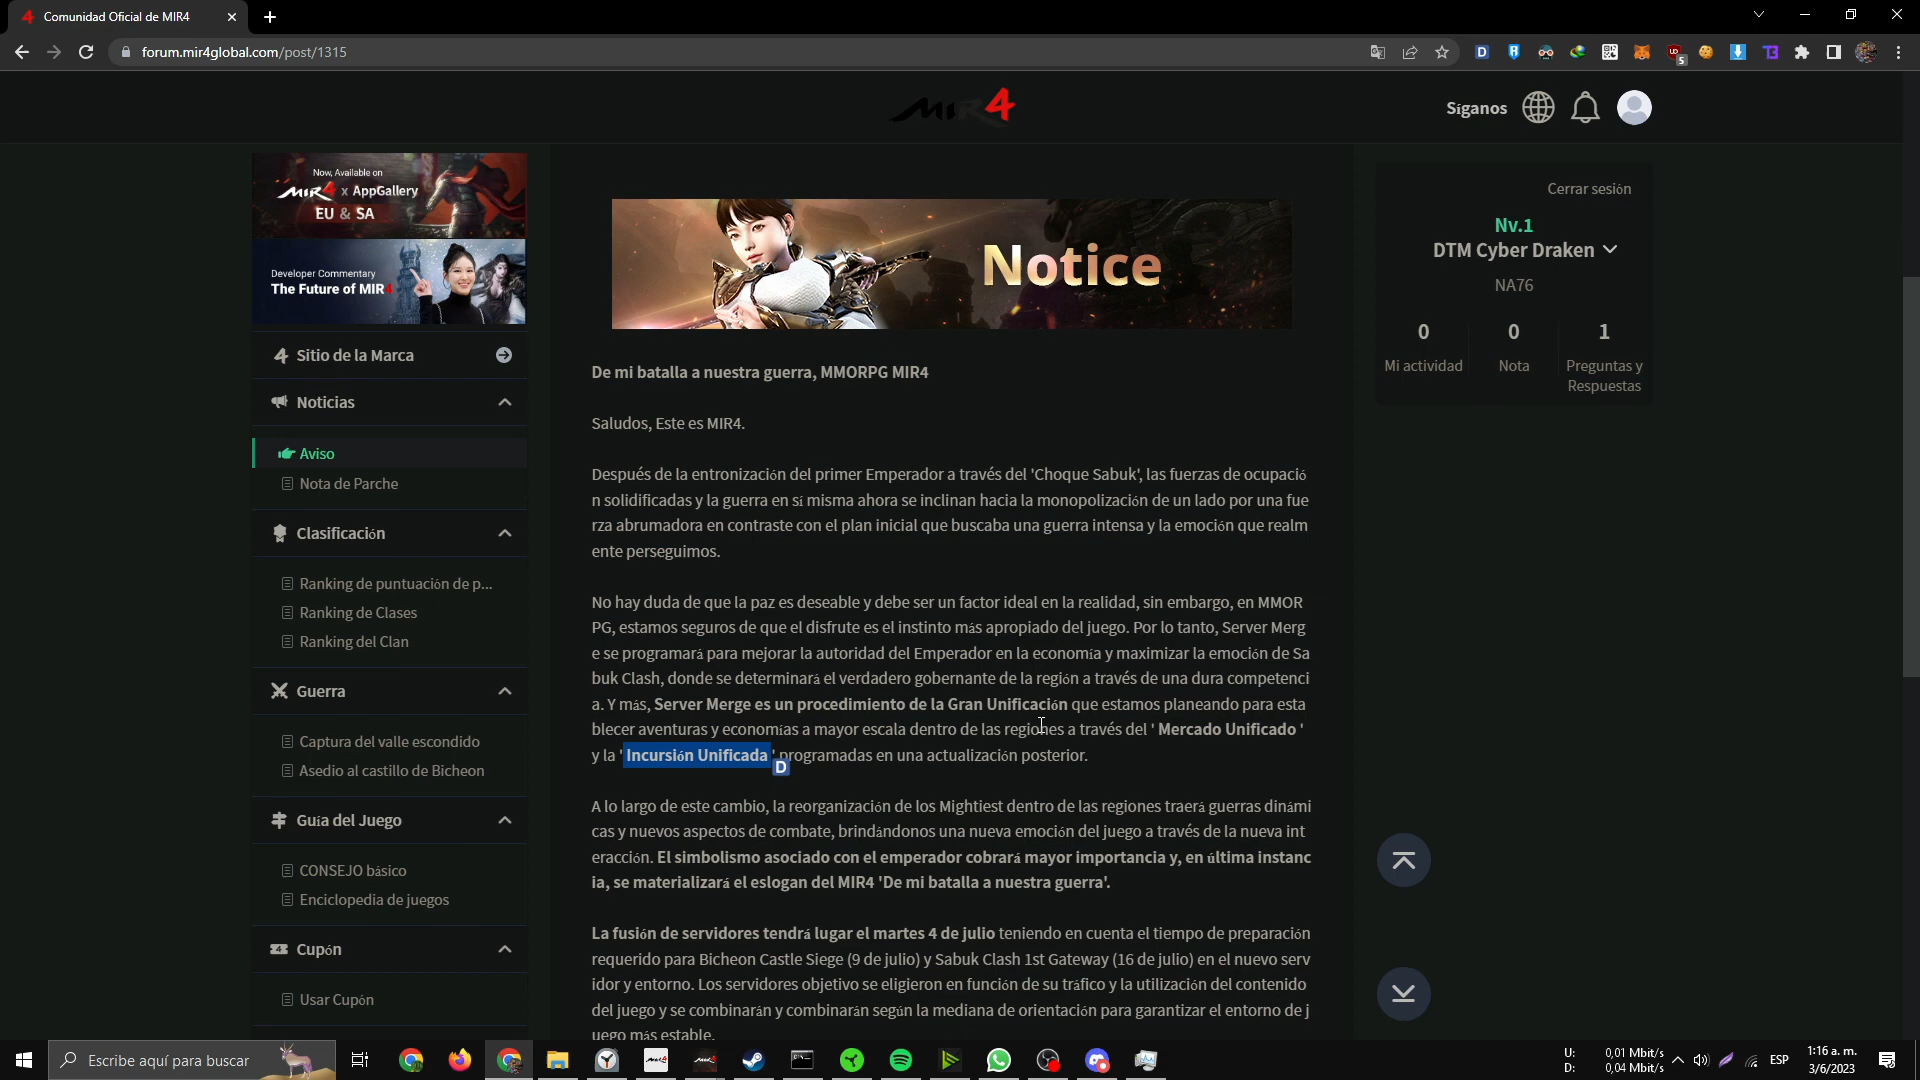 Comunidad Oficial de MIR4
forum.mir4global.com/post/1315
MIR4
Síganos
Now, Available on
MIR4 x AppGallery
EU & SA
Developer Commentary
The Future of MIR4
Sitio de la Marca
Noticias
Aviso
Nota de Parche
Clasificación
Ranking de puntuación de p...
Ranking de Clases
Ranking del Clan
Guerra
Captura del valle escondido
Asedio al castillo de Bicheon
Guía del Juego
CONSEJO básico
Enciclopedia de juegos
Cupón
Usar Cupón
Notice
De mi batalla a nuestra guerra, MMORPG MIR4
Saludos, Este es MIR4.
Después de la entronización del primer Emperador a través del 'Choque Sabuk', las fuerzas de ocupació
n solidificadas y la guerra en sí misma ahora se inclinan hacia la monopolización de un lado por una fue
rza abrumadora en contraste con el plan inicial que buscaba una guerra intensa y la emoción que realm
ente perseguimos.
No hay duda de que la paz es deseable y debe ser un factor ideal en la realidad, sin embargo, en MMOR
PG, estamos seguros de que el disfrute es el instinto más apropiado del juego. Por lo tanto, Server Merg
e se programará para mejorar la autoridad del Emperador en la economía y maximizar la emoción de Sa
buk Clash, donde se determinará el verdadero gobernante de la región a través de una dura competenci
a. Y más, Server Merge es un procedimiento de la Gran Unificación que estamos planeando para esta
blecer aventuras y economías a mayor escala dentro de las regiones a través del ' Mercado Unificado '
y la ' Incursión Unificada ' programadas en una actualización posterior.
D
A lo largo de este cambio, la reorganización de los Mightiest dentro de las regiones traerá guerras dinámi
cas y nuevos aspectos de combate, brindándonos una nueva emoción del juego a través de la nueva int
eracción. El simbolismo asociado con el emperador cobrará mayor importancia y, en última instanc
ia, se materializará el eslogan del MIR4 'De mi batalla a nuestra guerra'.
La fusión de servidores tendrá lugar el martes 4 de julio teniendo en cuenta el tiempo de preparación
requerido para Bicheon Castle Siege (9 de julio) y Sabuk Clash 1st Gateway (16 de julio) en el nuevo serv
idor y entorno. Los servidores objetivo se eligieron en función de su tráfico y la utilización del contenido
del juego y se combinarán y combinarán según la mediana de orientación para garantizar el entorno de j
uego más estable.
Cerrar sesión
Nv.1
DTM Cyber Draken
NA76
0 0 1
Mi actividad Nota Preguntas y
Respuestas
Escribe aquí para buscar
U: 0,01 Mbit/s
D: 0,04 Mbit/s
ESP
1:16 a. m.
3/6/2023